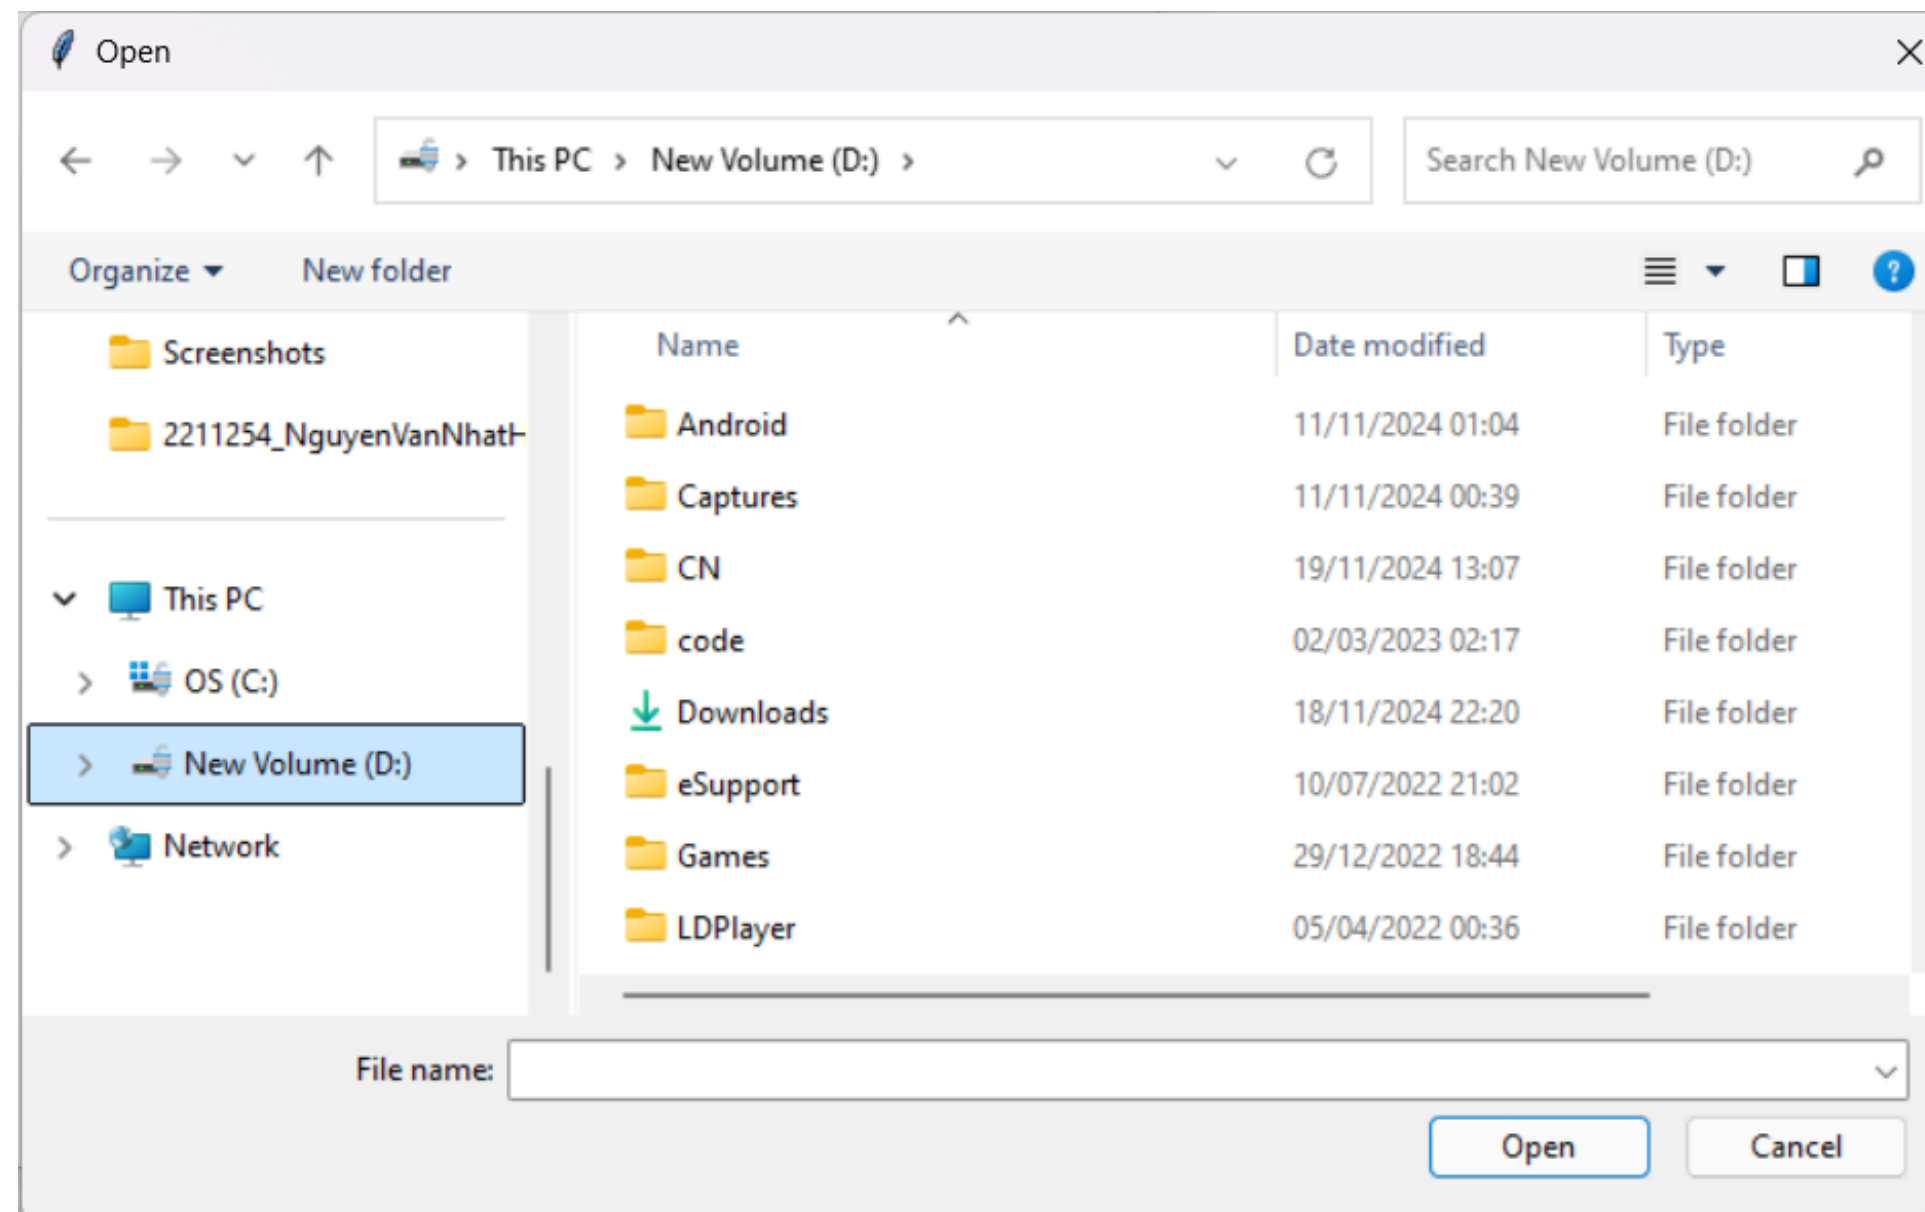 Open
This PC > New Volume (D:) >
Search New Volume (D:)
Organize
New folder
Screenshots
2211254_NguyenVanNhatH
This PC
OS (C:)
New Volume (D:)
Network
Name Date modified Type
Android 11/11/2024 01:04 File folder
Captures 11/11/2024 00:39 File folder
CN 19/11/2024 13:07 File folder
code 02/03/2023 02:17 File folder
Downloads 18/11/2024 22:20 File folder
eSupport 10/07/2022 21:02 File folder
Games 29/12/2022 18:44 File folder
LDPlayer 05/04/2022 00:36 File folder
File name:
Open Cancel